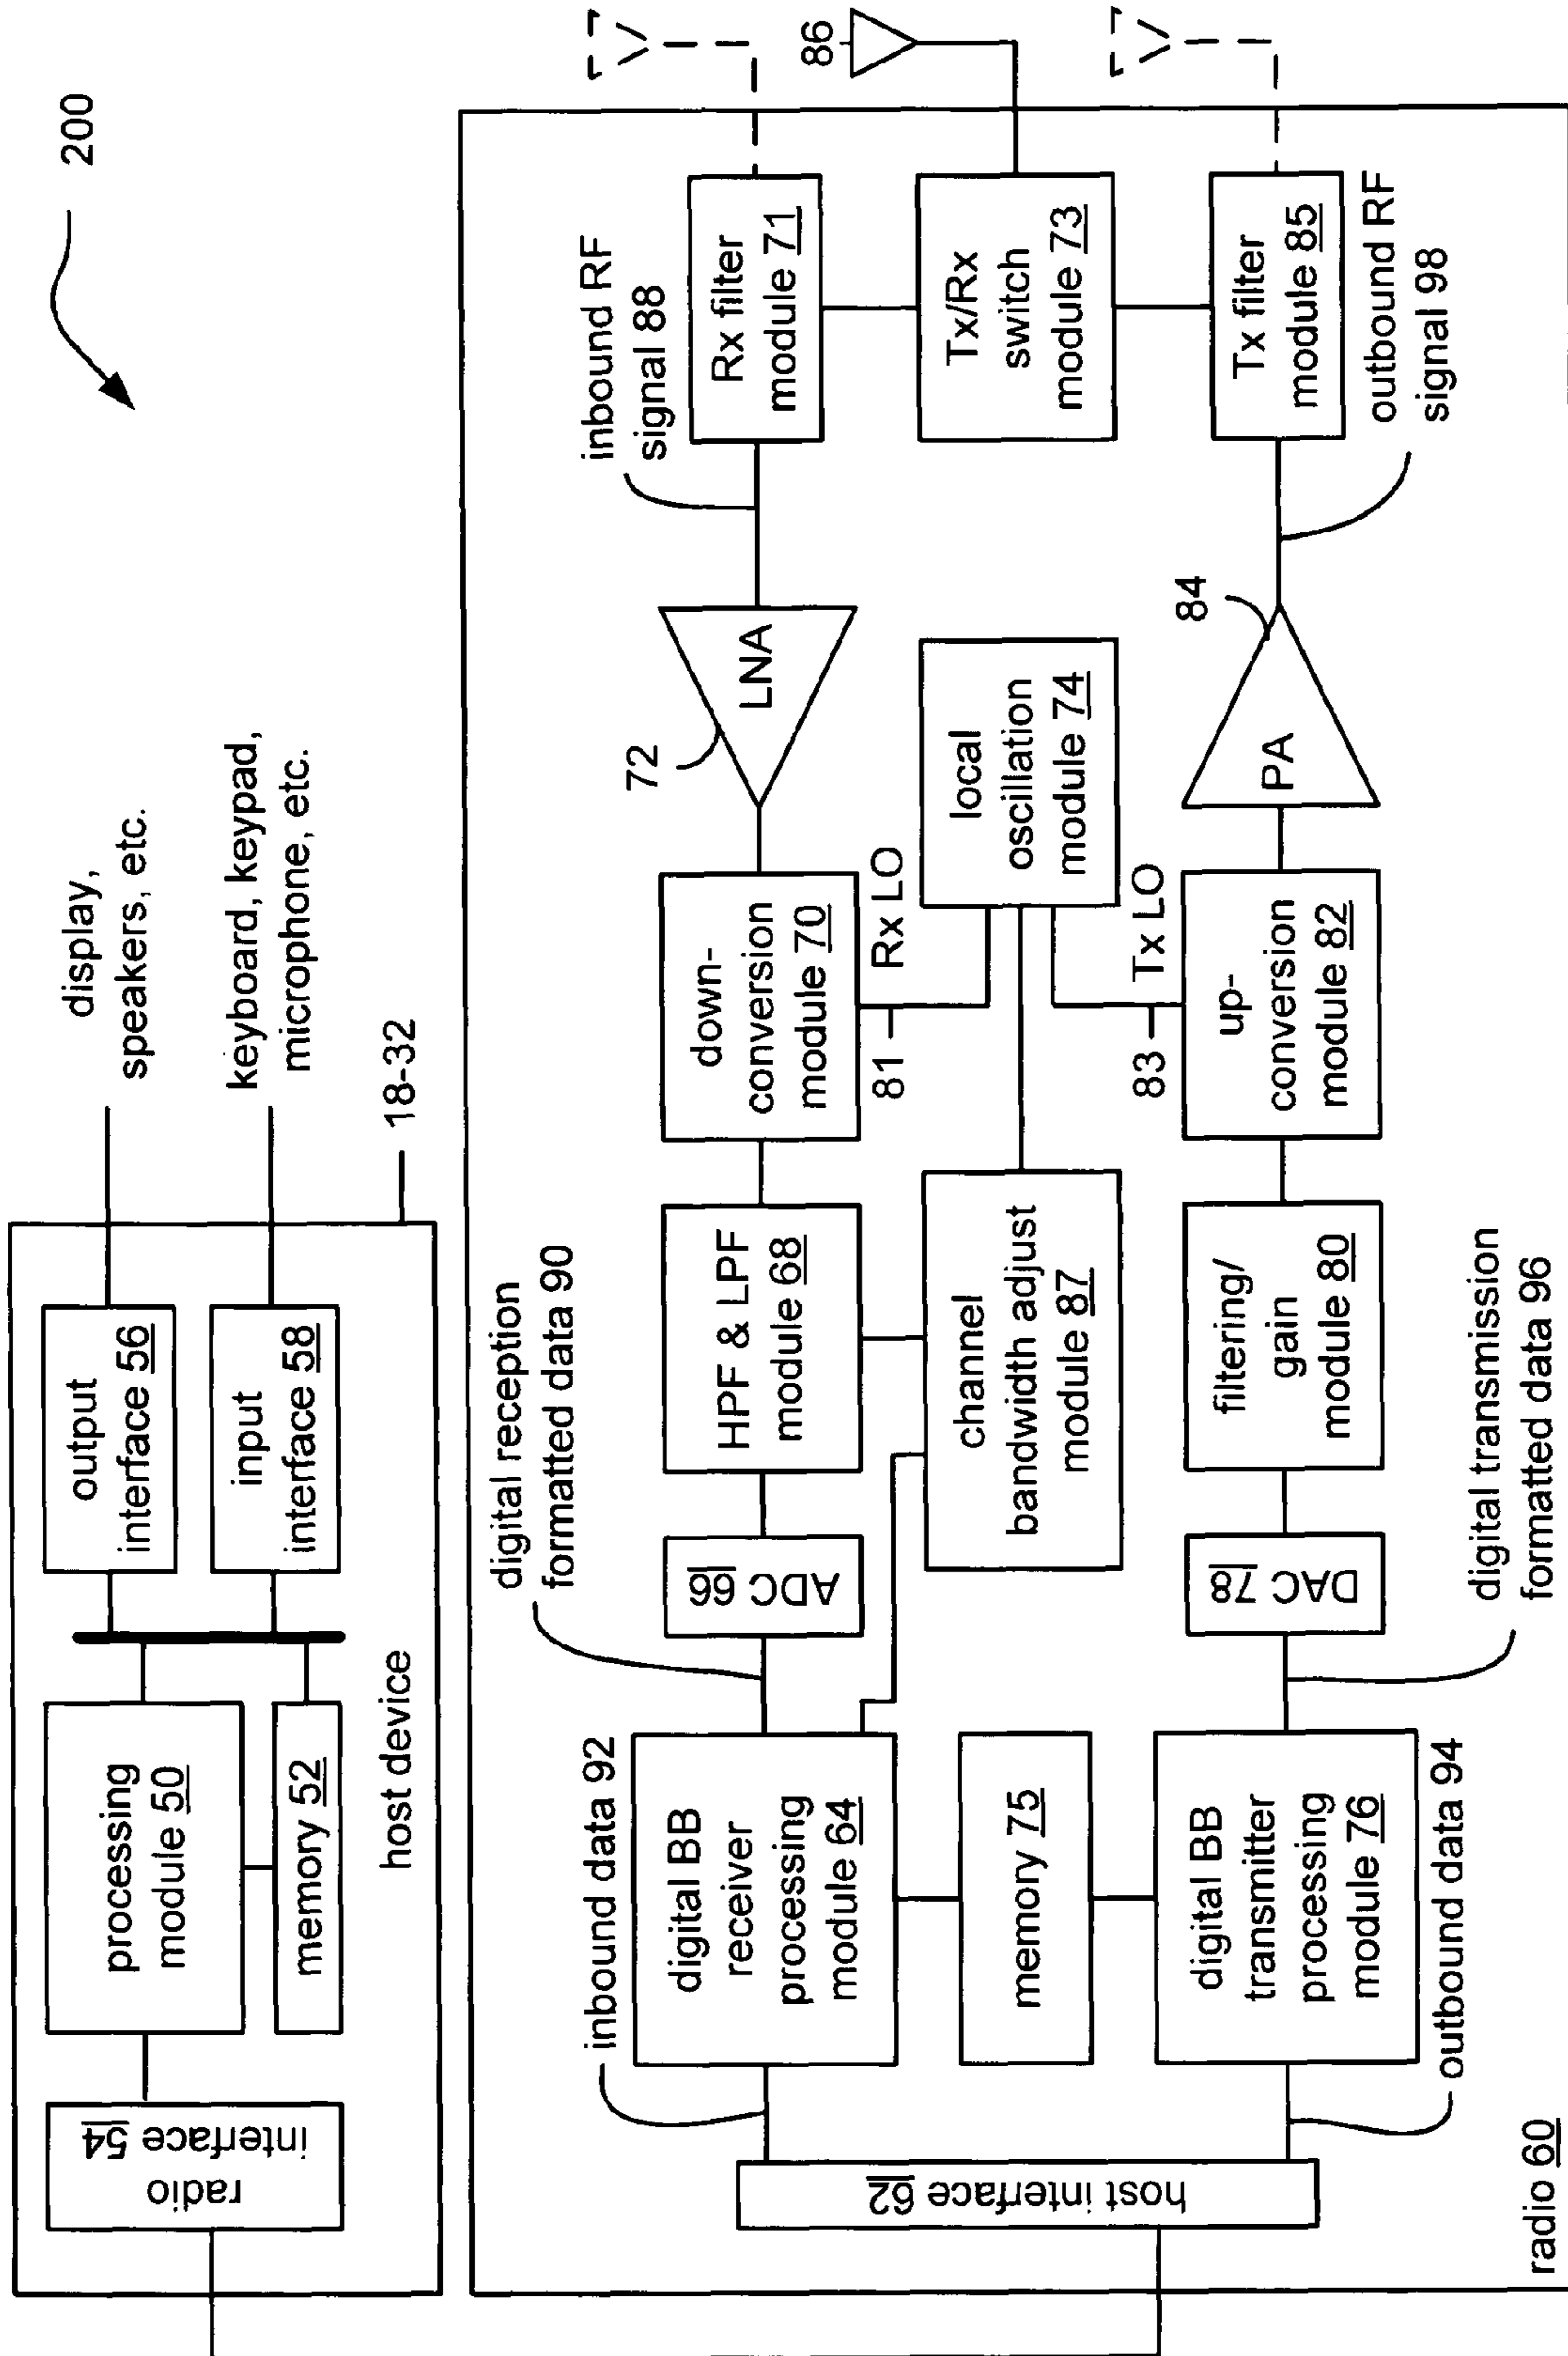 200
display,
speakers, etc.
keyboard, keypad,
microphone, etc.
18-32
output
interface 56
input
interface 58
processing
module 50
memory 52
radio
interface 54
host device
digital reception
formatted data 90
inbound RF
signal 88
inbound data 92
host interface 62
digital BB
receiver
processing
module 64
ADC 66
HPF & LPF
module 68
down-
conversion
module 70
72
LNA
Rx filter
module 71
86
memory 75
channel
bandwidth adjust
module 87
81
Rx LO
local
oscillation
module 74
Tx/Rx
switch
module 73
83
Tx LO
84
digital BB
transmitter
processing
module 76
DAC 78
filtering/
gain
module 80
up-
conversion
module 82
PA
Tx filter
module 85
outbound RF
signal 98
outbound data 94
digital transmission
formatted data 96
radio 60